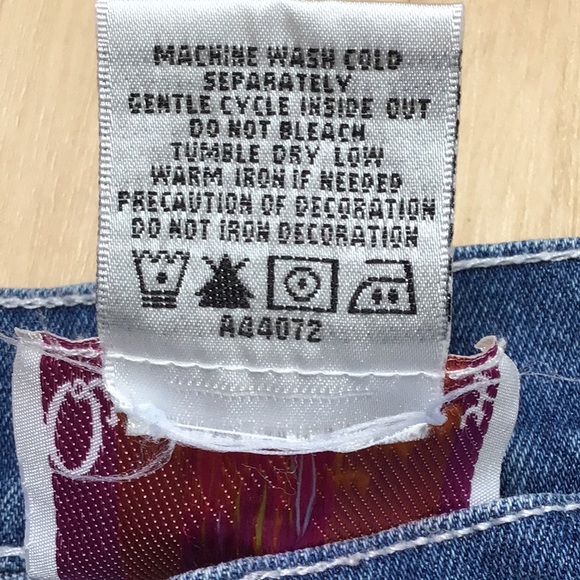 MACHINE WASH COLD
SEPARATELY
GENTLE CYCLE INSIDE OUT
DO NOT BLEACH
TUMBLE DRY LOW
WARM IRON IF NEEDED
PRECAUTION OF DECORATION
DO NOT IRON DECORATION
A44072